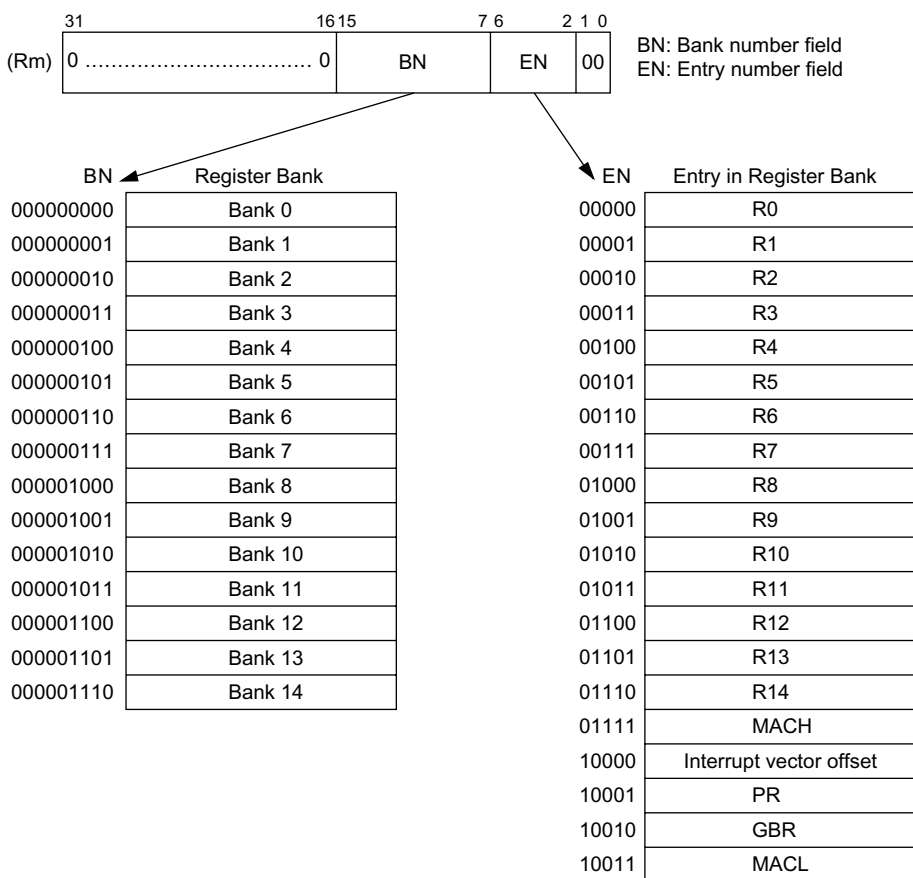 31 16 15 7 6 2 1 0
(Rm) 0 .................................. 0 BN EN 00
BN: Bank number field
EN: Entry number field
BN Register Bank
000000000 Bank 0
000000001 Bank 1
000000010 Bank 2
000000011 Bank 3
000000100 Bank 4
000000101 Bank 5
000000110 Bank 6
000000111 Bank 7
000001000 Bank 8
000001001 Bank 9
000001010 Bank 10
000001011 Bank 11
000001100 Bank 12
000001101 Bank 13
000001110 Bank 14
EN Entry in Register Bank
00000 R0
00001 R1
00010 R2
00011 R3
00100 R4
00101 R5
00110 R6
00111 R7
01000 R8
01001 R9
01010 R10
01011 R11
01100 R12
01101 R13
01110 R14
01111 MACH
10000 Interrupt vector offset
10001 PR
10010 GBR
10011 MACL